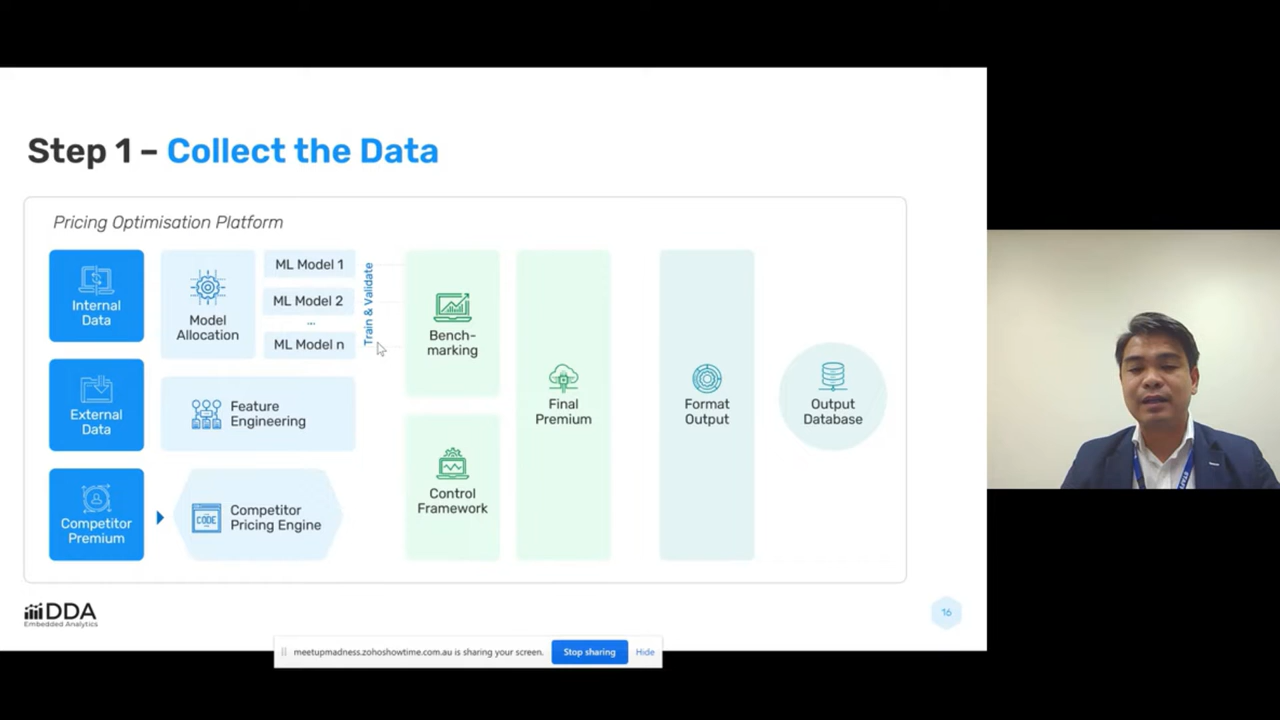 Step 1 – Collect the Data
Pricing Optimisation Platform
Internal
Data
Model
Allocation
ML Model 1
ML Model 2
...
ML Model n
Train & Validate
Bench-
marking
External
Data
Feature
Engineering
Final
Premium
Format
Output
Output
Database
Competitor
Premium
CODE
Competitor
Pricing Engine
Control
Framework
DDA
Embedded Analytics
16
meetupmadness.zohoshowtime.com.au is sharing your screen.
Stop sharing
Hide